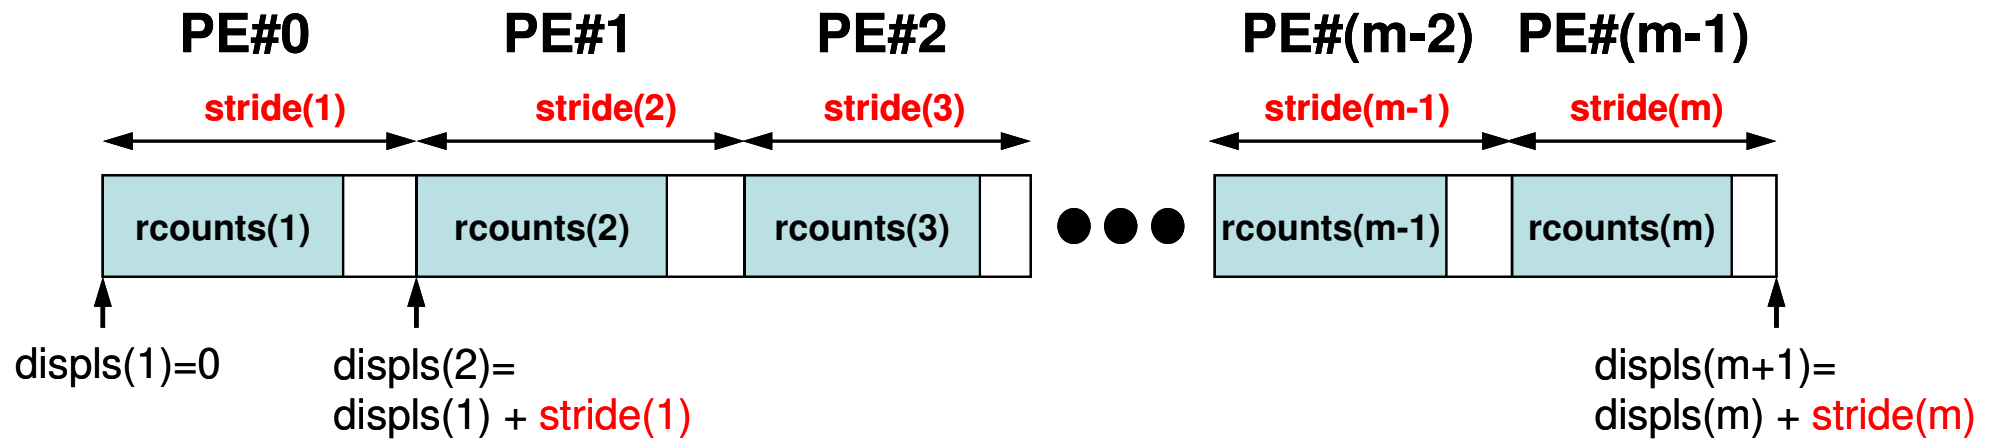 PE#0 PE#1 PE#2 PE#(m-2) PE#(m-1)
stride(1) stride(2) stride(3) stride(m-1) stride(m)
rcounts(1) rcounts(2) rcounts(3) rcounts(m-1) rcounts(m)
displs(1)=0 displs(2)= displs(m+1)=
displs(1) + stride(1) displs(m) + stride(m)